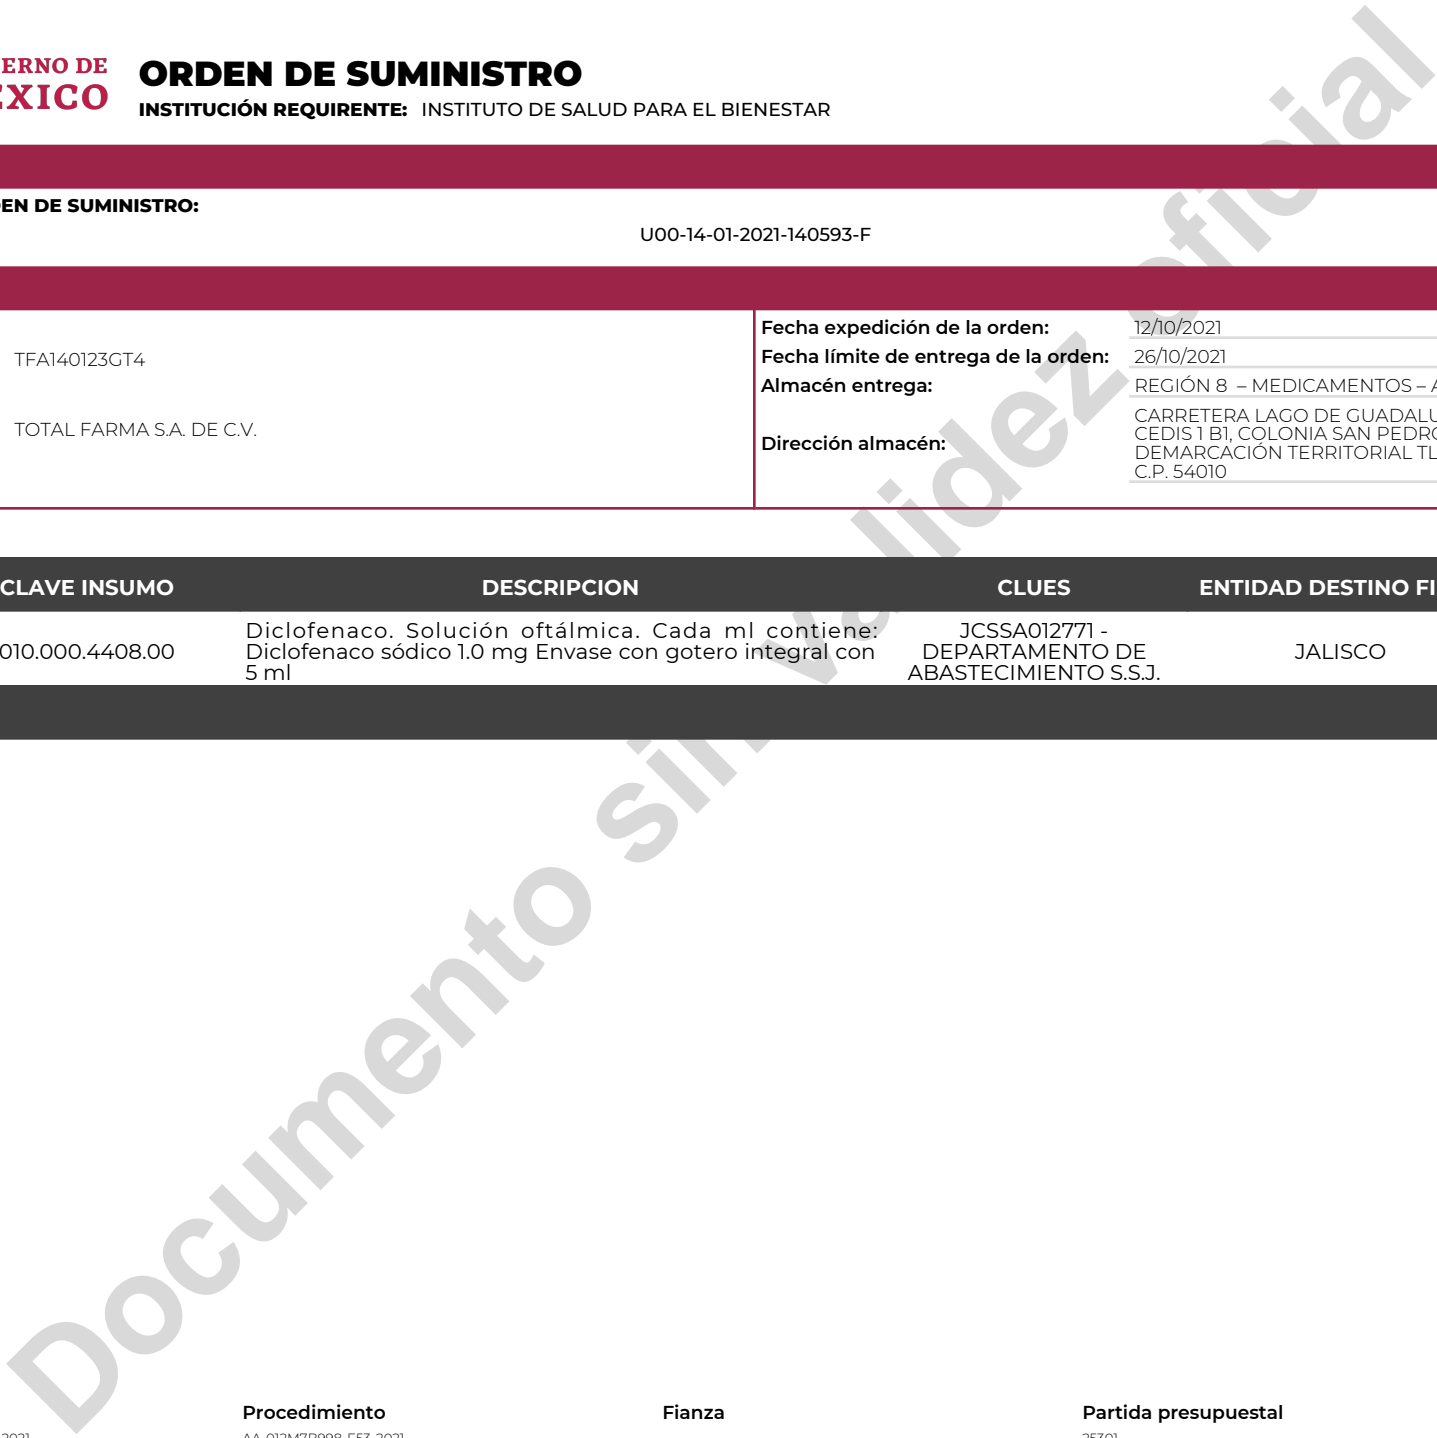 ERNO DE
ÉXICO
ORDEN DE SUMINISTRO
INSTITUCIÓN REQUIRENTE: INSTITUTO DE SALUD PARA EL BIENESTAR
EN DE SUMINISTRO:
U00-14-01-2021-140593-F
TFA140123GT4
TOTAL FARMA S.A. DE C.V.
Fecha expedición de la orden: 12/10/2021
Fecha límite de entrega de la orden: 26/10/2021
Almacén entrega: REGIÓN 8 – MEDICAMENTOS –
Dirección almacén:
CARRETERA LAGO DE GUADALU
CEDIS 1 B1, COLONIA SAN PEDRO
DEMARCACIÓN TERRITORIAL TL
C.P. 54010
CLAVE INSUMO DESCRIPCION CLUES ENTIDAD DESTINO FI
010.000.4408.00
Diclofenaco. Solución oftálmica. Cada ml contiene:
Diclofenaco sódico 1.0 mg Envase con gotero integral con
5 ml
JCSSA012771 -
DEPARTAMENTO DE
ABASTECIMIENTO S.S.J.
JALISCO
Documento sin validez oficial
Procedimiento Fianza Partida presupuestal